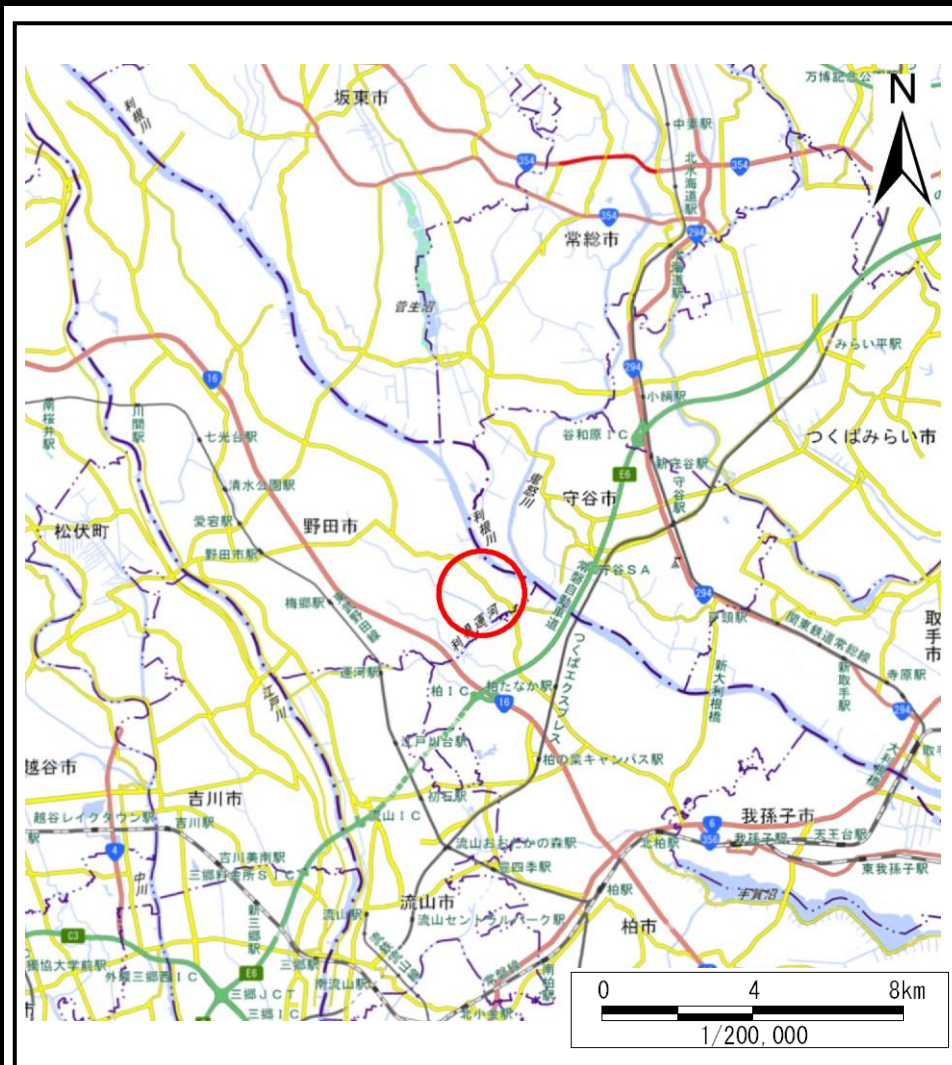 万博記念公
N
坂東市
利根川
中妻駅
354
354
北水海道駅
354
294
常総市
水海道駅
菅生沼
みらい平駅
16
294
小絹駅
南桜井駅
川間駅
七光台駅
谷和原IC
つくばみらい市
新守谷駅
E6
清水公園駅
鬼怒川
守谷市
守谷駅
愛宕駅
野田市
利根川
松伏町
野田市駅
守谷SA
常磐自動車道
梅郷駅
294
戸頭駅
関東鉄道常総線
取手市
利根運河
運河駅
つくばエクスプレス
新大利根橋
新取手駅
寺原駅
江戸川
柏IC
柏たなか駅
16
294
江戸川台駅
大利根橋
柏の葉キャンパス駅
越谷市
吉川市
初石駅
我孫子市
越谷レイクタウン駅
吉川駅
流山IC
6
356
天王台駅
4
流山おおたかの森駅
北柏駅
我孫子駅
吉川美南駅
豊四季駅
東我孫子駅
三郷料金所SIC
中川
柏駅
手賀沼
新三郷駅
流山市
流山駅
流山セントラルパーク駅
柏市
C3
獨協大学前駅
外環三郷西IC
E6
三郷駅
南流山駅
常磐線
南柏駅
三郷JCT
三郷IC
北小金駅
0 4 8km
1/200,000